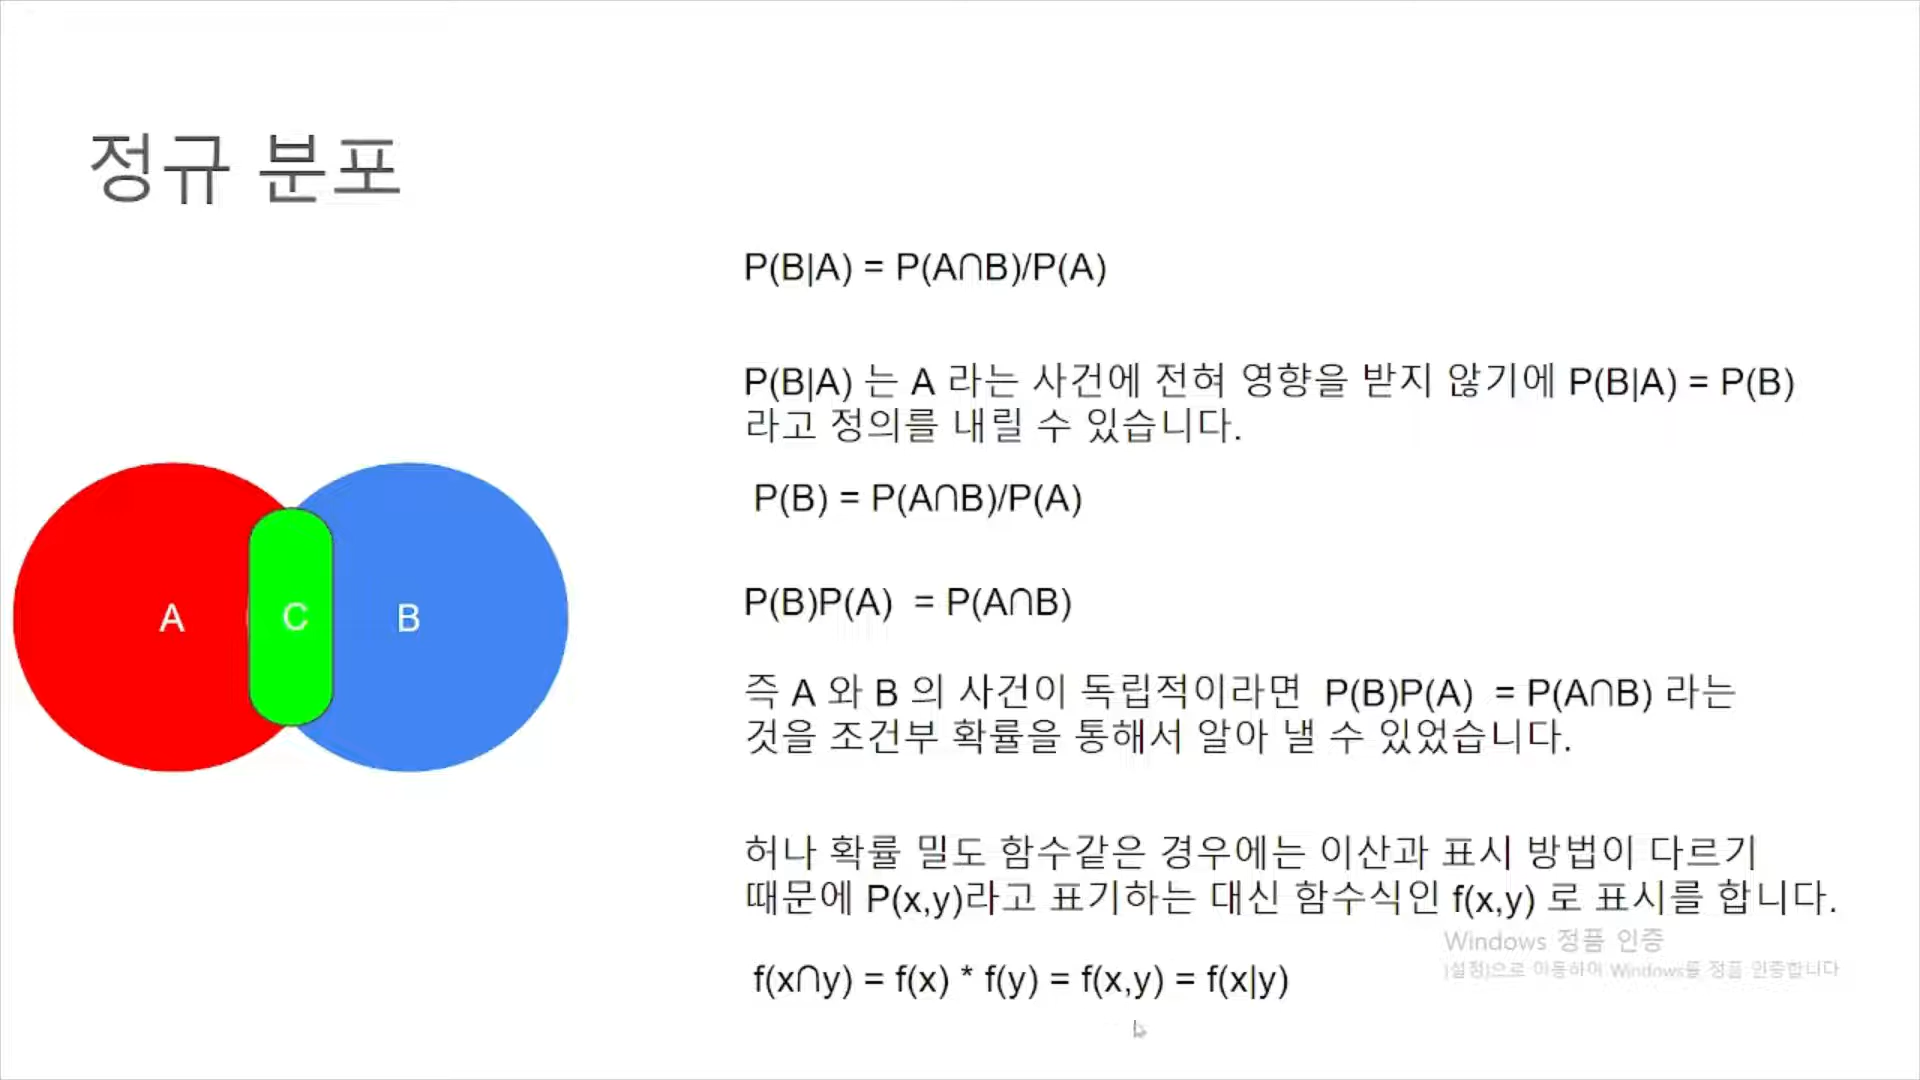 정규 분포
P(B|A) = P(A∩B)/P(A)
P(B|A) 는 A 라는 사건에 전혀 영향을 받지 않기에 P(B|A) = P(B)
라고 정의를 내릴 수 있습니다.
P(B) = P(A∩B)/P(A)
A
C
B
P(B)P(A) = P(A∩B)
즉 A 와 B 의 사건이 독립적이라면 P(B)P(A) = P(A∩B) 라는
것을 조건부 확률을 통해서 알아 낼 수 있었습니다.
허나 확률 밀도 함수같은 경우에는 이산과 표시 방법이 다르기
때문에 P(x,y)라고 표기하는 대신 함수식인 f(x,y) 로 표시를 합니다.
Windows 정품 인증
[설정]으로 이동하여 Windows를 정품 인증합니다
f(x∩y) = f(x) * f(y) = f(x,y) = f(x|y)